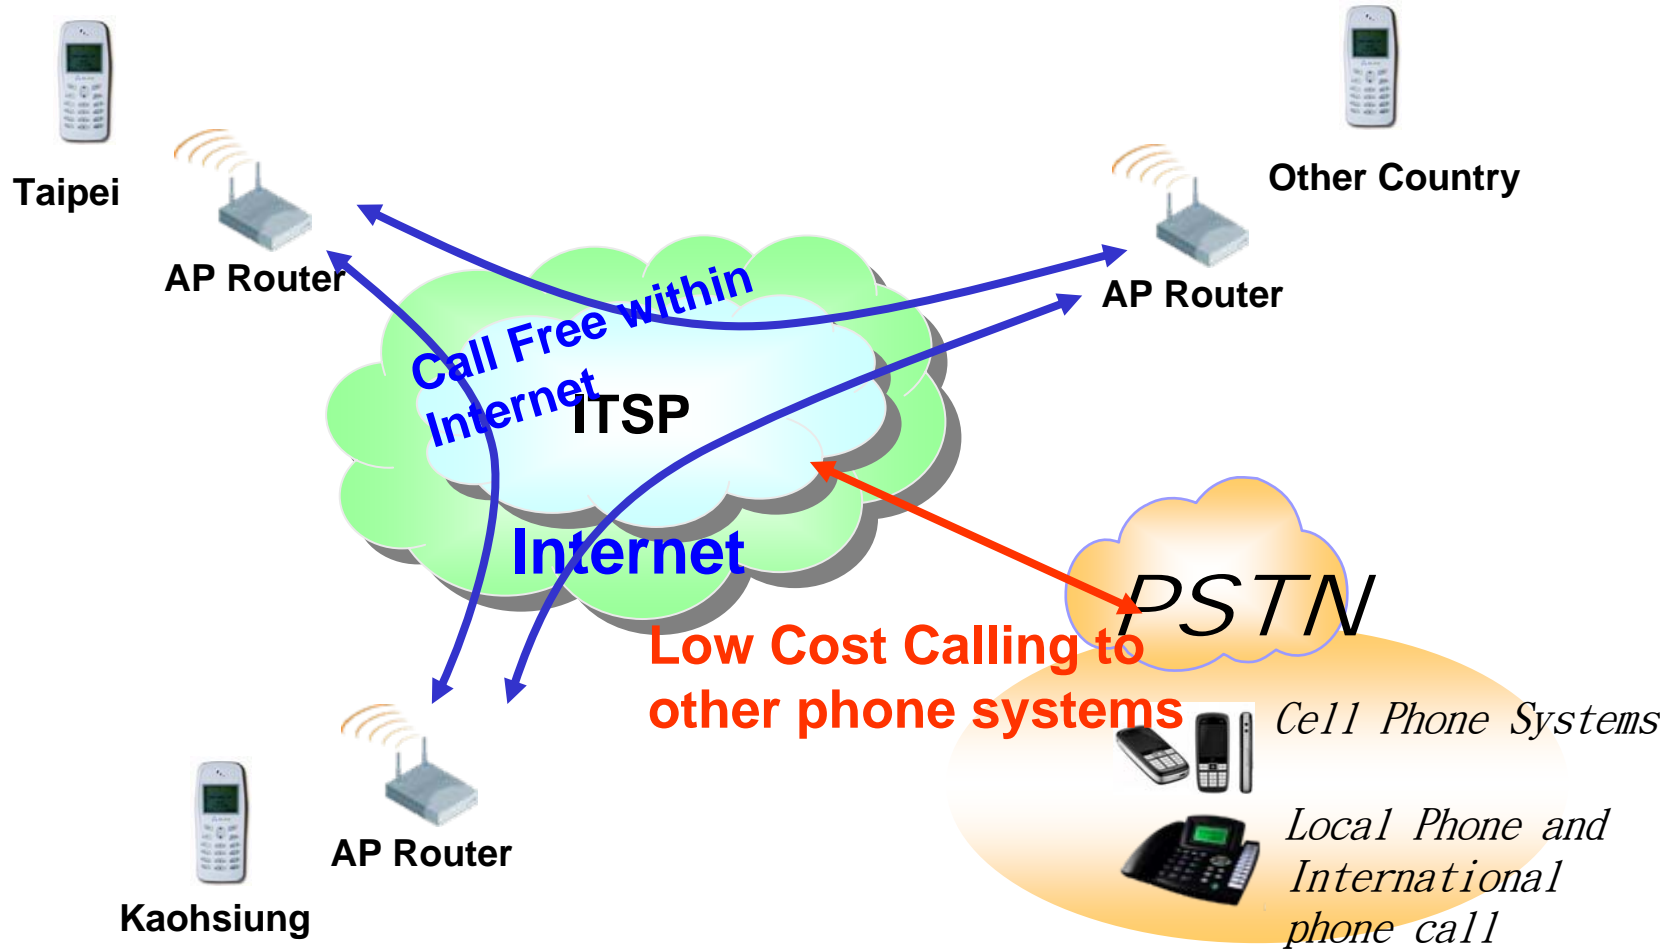 Taipei
AP Router
Other Country
AP Router
Call Free within
Internet
ITSP
Internet
PSTN
Low Cost Calling to
other phone systems
Cell Phone Systems
Local Phone and
International
phone call
AP Router
Kaohsiung